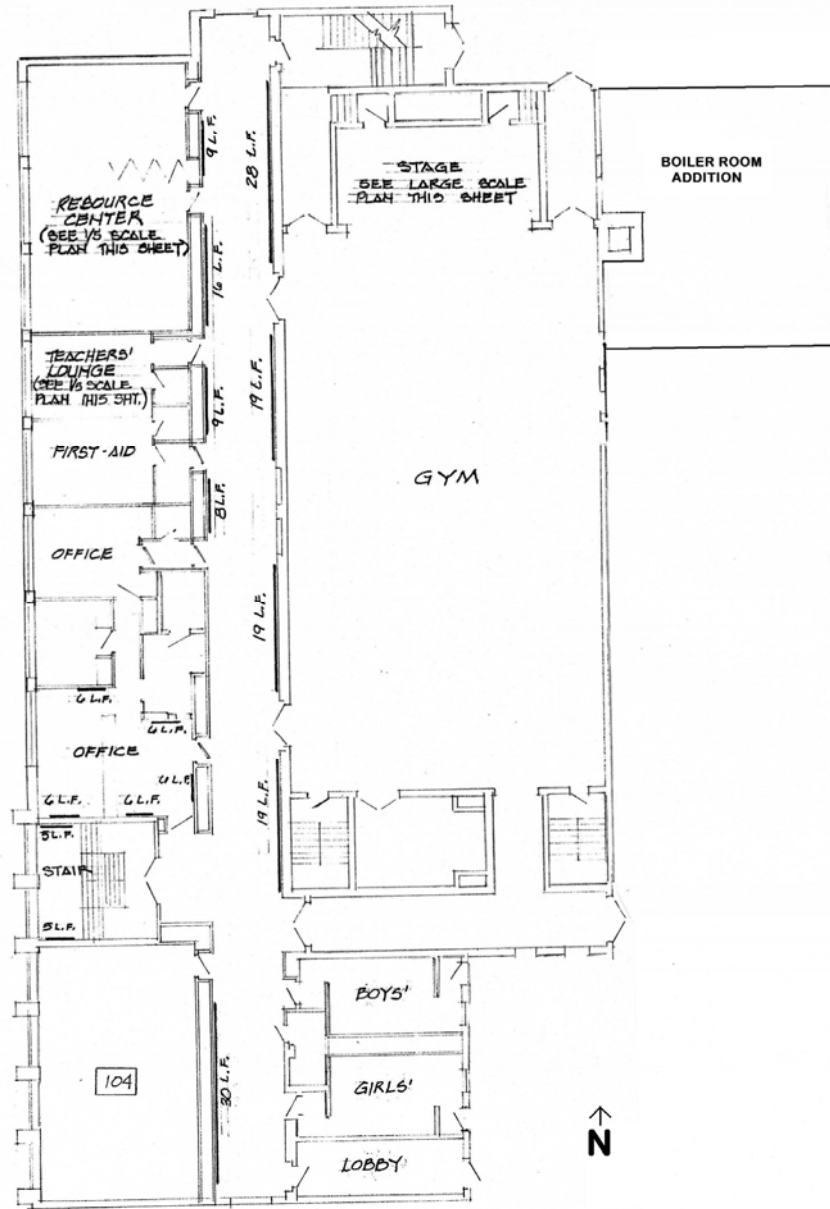 BOILER ROOM
ADDITION
STAGE
SEE LARGE SCALE
PLAN THIS SHEET
9 L.F.
28 L.F.
RESOURCE
CENTER
(SEE 1/8 SCALE
PLAN THIS SHEET)
16 L.F.
TEACHERS'
LOUNGE
(SEE 1/8 SCALE
PLAN THIS SHT.)
9 L.F.
19 L.F.
FIRST-AID
GYM
8 L.F.
OFFICE
19 L.F.
6 L.F.
6 L.F.
OFFICE
6 L.F.
19 L.F.
6 L.F.
6 L.F.
5 L.F.
STAIR
5 L.F.
BOYS'
104
GIRLS'
30 L.F.
LOBBY
N